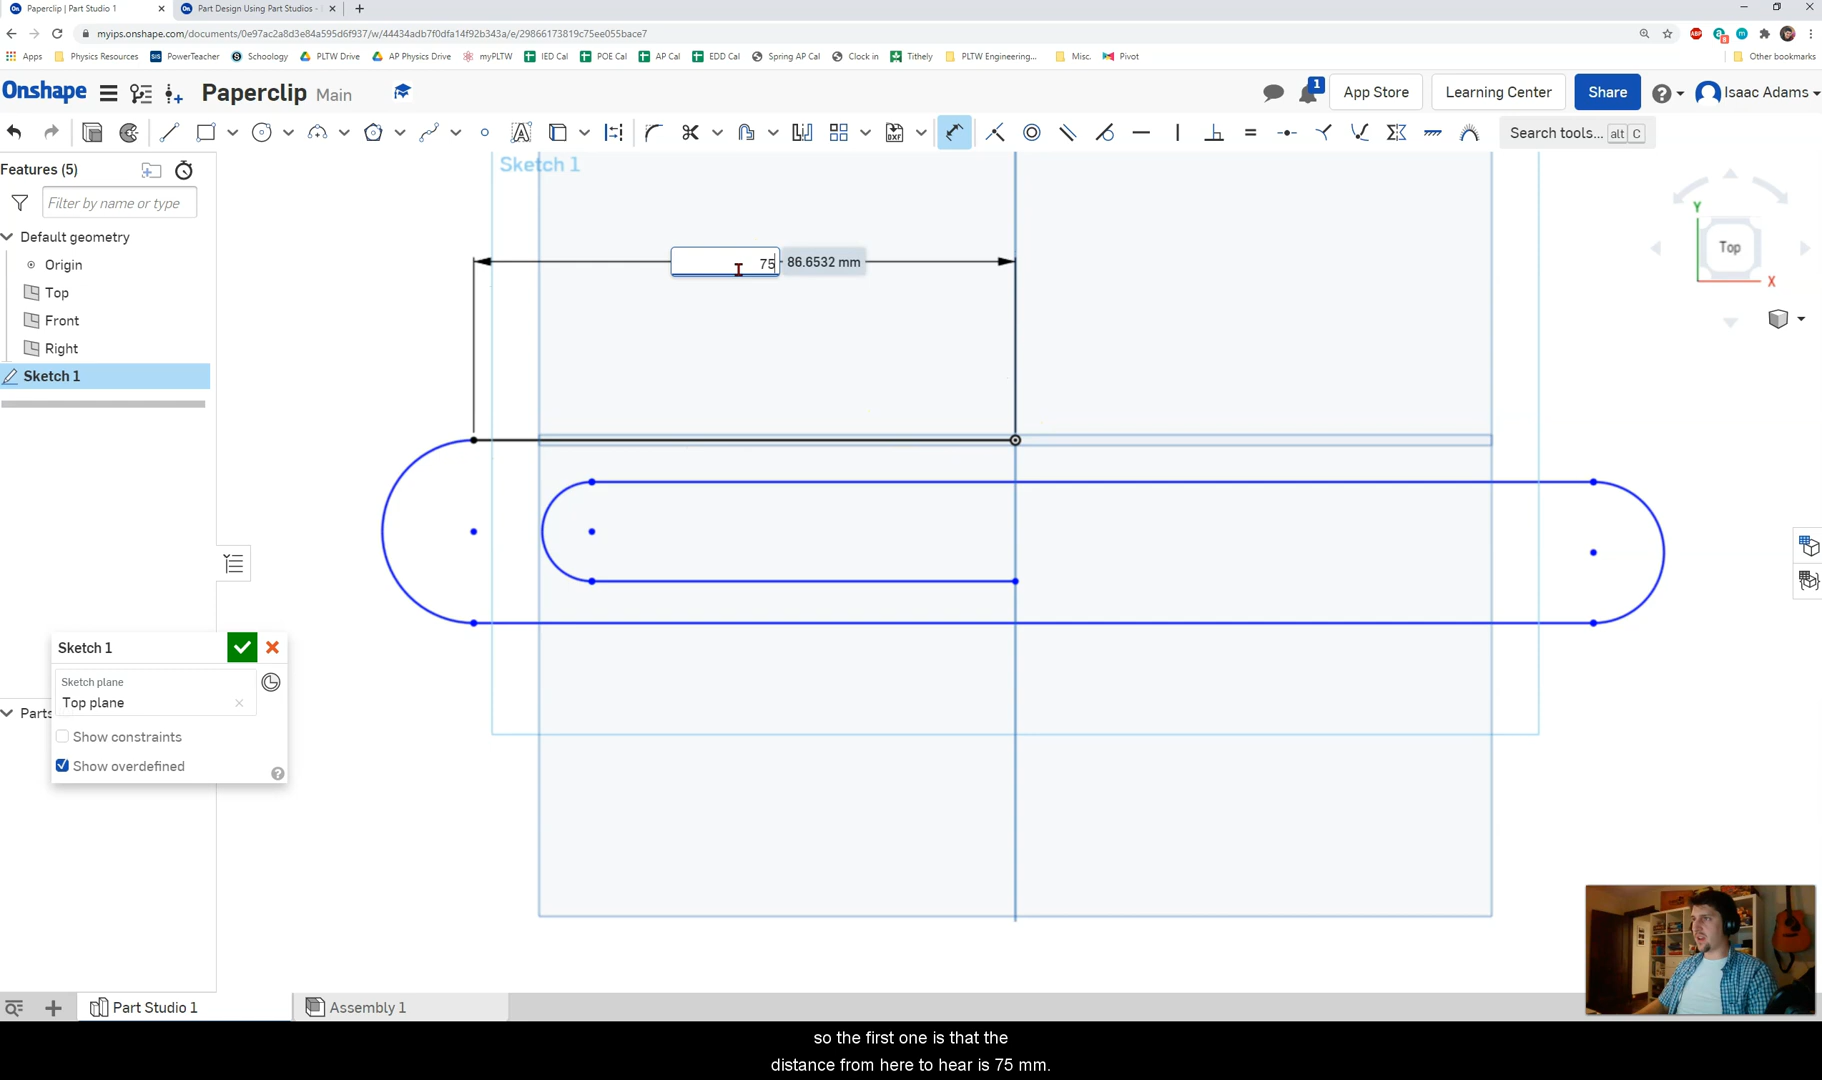 Paperclip | Part Studio 1
Part Design Using Part Studios -
myips.onshape.com/documents/0e97ac2a8d3e84a595d6f937/w/44434adb7f0dfa14f92b343a/e/29866173819c75ee055bace7
Apps
Physics Resources
PowerTeacher
Schoology
PLTW Drive
AP Physics Drive
myPLTW
IED Cal
POE Cal
AP Cal
EDD Cal
Spring AP Cal
Clock in
Tithely
PLTW Engineering...
Misc.
Pivot
Other bookmarks
Onshape
Paperclip Main
1
App Store
Learning Center
Share
Isaac Adams
Search tools... alt C
Features (5)
Filter by name or type
Default geometry
Origin
Top
Front
Right
Sketch 1
Sketch 1
75
86.6532 mm
Y
Top
X
Sketch 1
Sketch plane
Top plane
Parts
Show constraints
Show overdefined
Part Studio 1
Assembly 1
so the first one is that the
distance from here to hear is 75 mm.